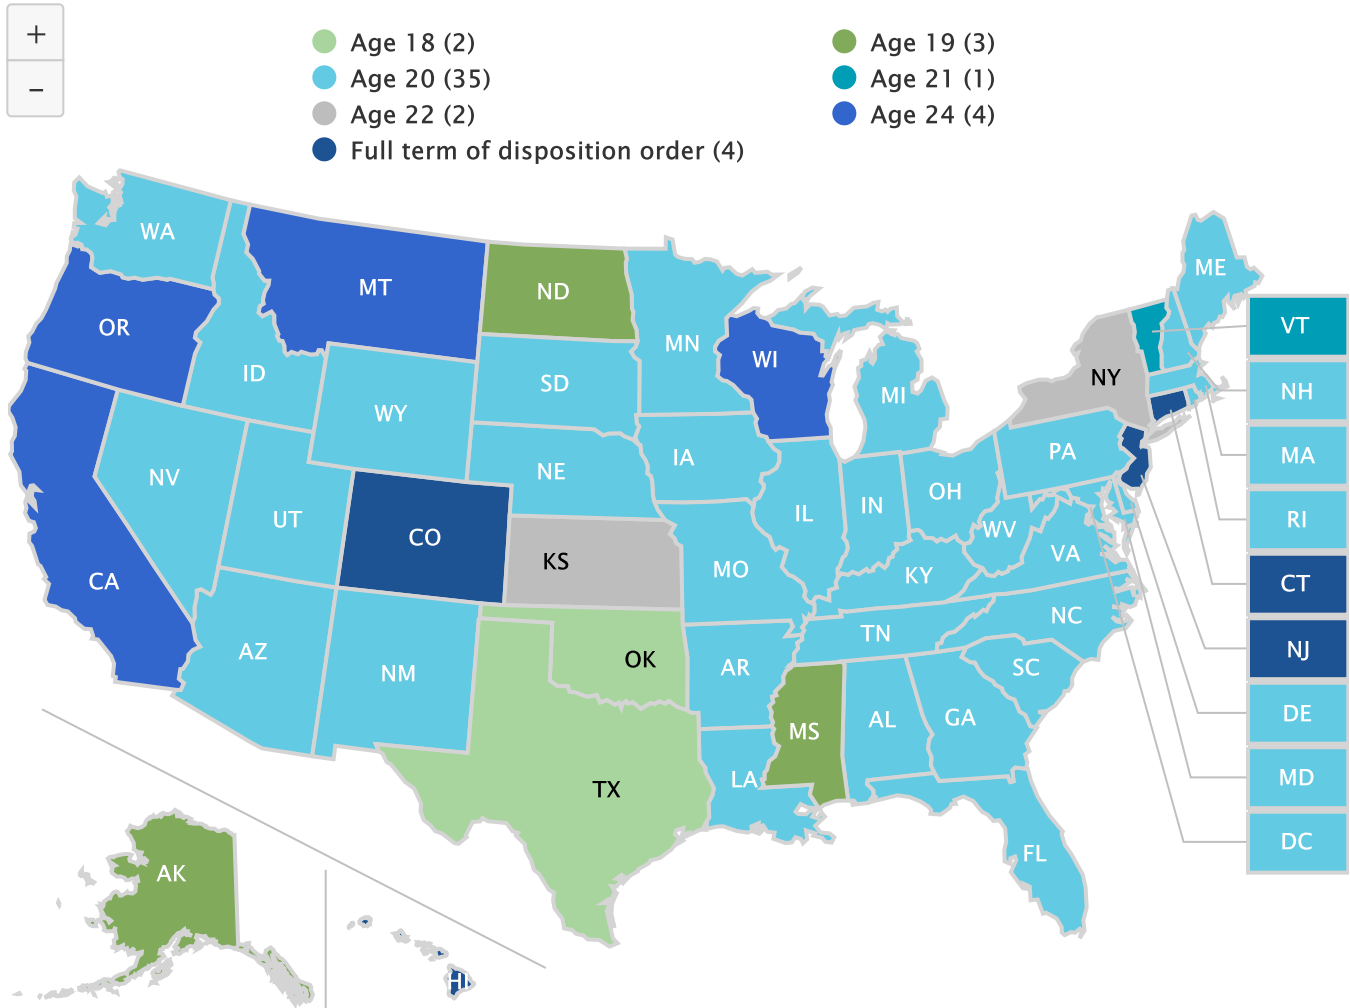 +
−
Age 18 (2)
Age 19 (3)
Age 20 (35)
Age 21 (1)
Age 22 (2)
Age 24 (4)
Full term of disposition order (4)
WA
MT
ND
MN
ME
OR
ID
SD
WI
VT
WY
MI
NY
NH
NV
UT
NE
IA
PA
MA
CO
KS
IL
IN
OH
WV
VA
RI
CA
MO
KY
CT
AZ
NM
OK
AR
TN
NC
SC
NJ
TX
LA
MS
AL
GA
DE
MD
FL
DC
AK
HI